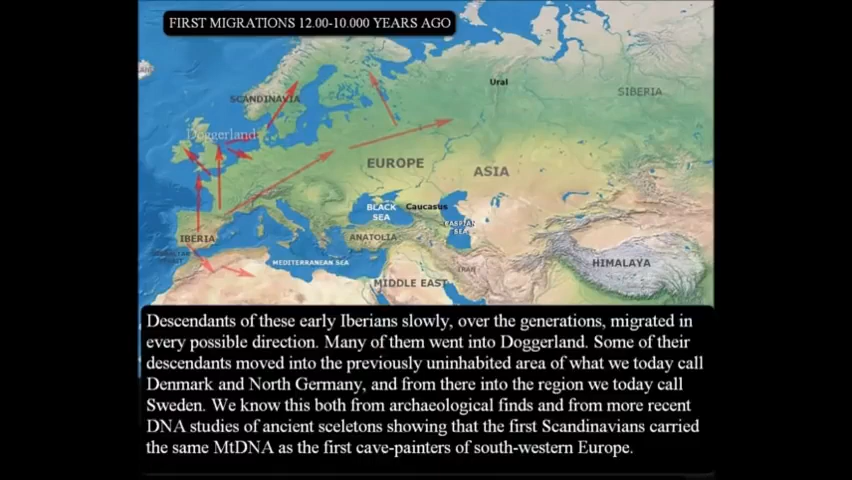 FIRST MIGRATIONS 12.00-10.000 YEARS AGO
Ural
SIBERIA
SCANDINAVIA
Doggerland
EUROPE
ASIA
BLACK
SEA
Caucasus
CASPIAN
SEA
IBERIA
ANATOLIA
MEDITERRANEAN SEA
IRAN
HIMALAYA
MIDDLE EAST
Descendants of these early Iberians slowly, over the generations, migrated in
every possible direction. Many of them went into Doggerland. Some of their
descendants moved into the previously uninhabited area of what we today call
Denmark and North Germany, and from there into the region we today call
Sweden. We know this both from archaeological finds and from more recent
DNA studies of ancient sceletons showing that the first Scandinavians carried
the same MtDNA as the first cave-painters of south-western Europe.